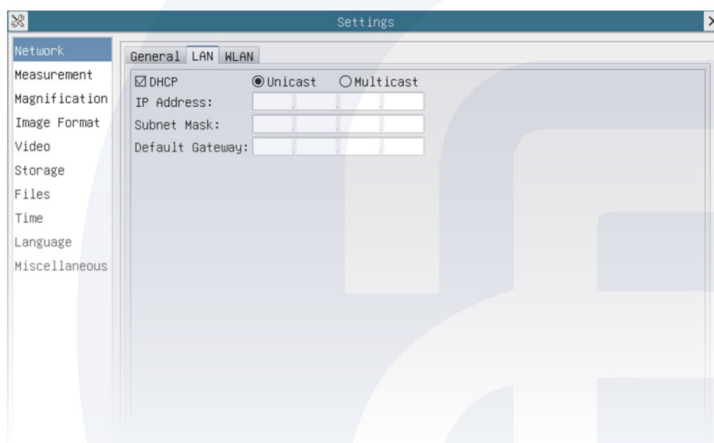 Settings
Network
Measurement
Magnification
Image Format
Video
Storage
Files
Time
Language
Miscellaneous
General LAN WLAN
DHCP Unicast Multicast
IP Address:
Subnet Mask:
Default Gateway: